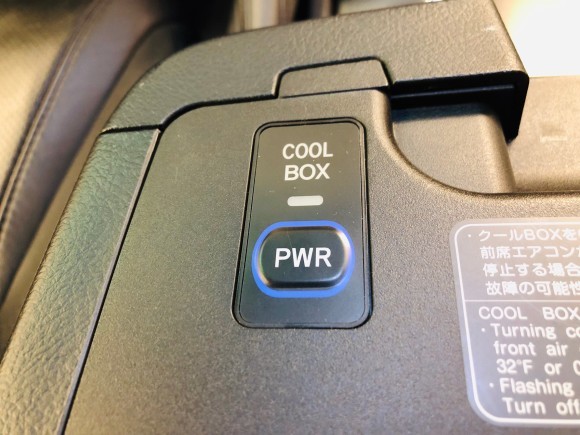 COOL
BOX
PWR
・クールBOXを
前席エアコン
停止する場合
故障の可能性
COOL BOX
・Turning co
front air
32°F or
・Flashing
Turn off